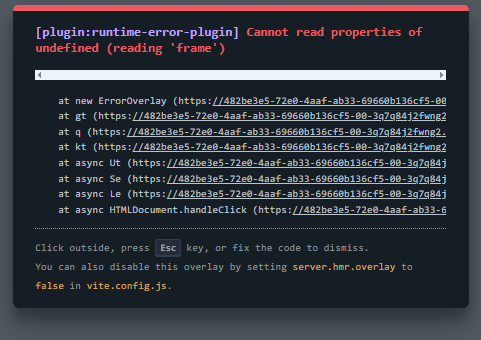 [plugin:runtime-error-plugin] Cannot read properties of
undefined (reading 'frame')
at new ErrorOverlay (https://482be3e5-72e0-4aaf-ab33-69660b136cf5-00
at gt (https://482be3e5-72e0-4aaf-ab33-69660b136cf5-00-3q7q84j2fwng2
at q (https://482be3e5-72e0-4aaf-ab33-69660b136cf5-00-3q7q84j2fwng2.
at kt (https://482be3e5-72e0-4aaf-ab33-69660b136cf5-00-3q7q84j2fwng2
at async Ut (https://482be3e5-72e0-4aaf-ab33-69660b136cf5-00-3q7q84j
at async Se (https://482be3e5-72e0-4aaf-ab33-69660b136cf5-00-3q7q84j
at async Le (https://482be3e5-72e0-4aaf-ab33-69660b136cf5-00-3q7q84j
at async HTMLDocument.handleClick (https://482be3e5-72e0-4aaf-ab33-6
Click outside, press Esc key, or fix the code to dismiss.
You can also disable this overlay by setting server.hmr.overlay to
false in vite.config.js.